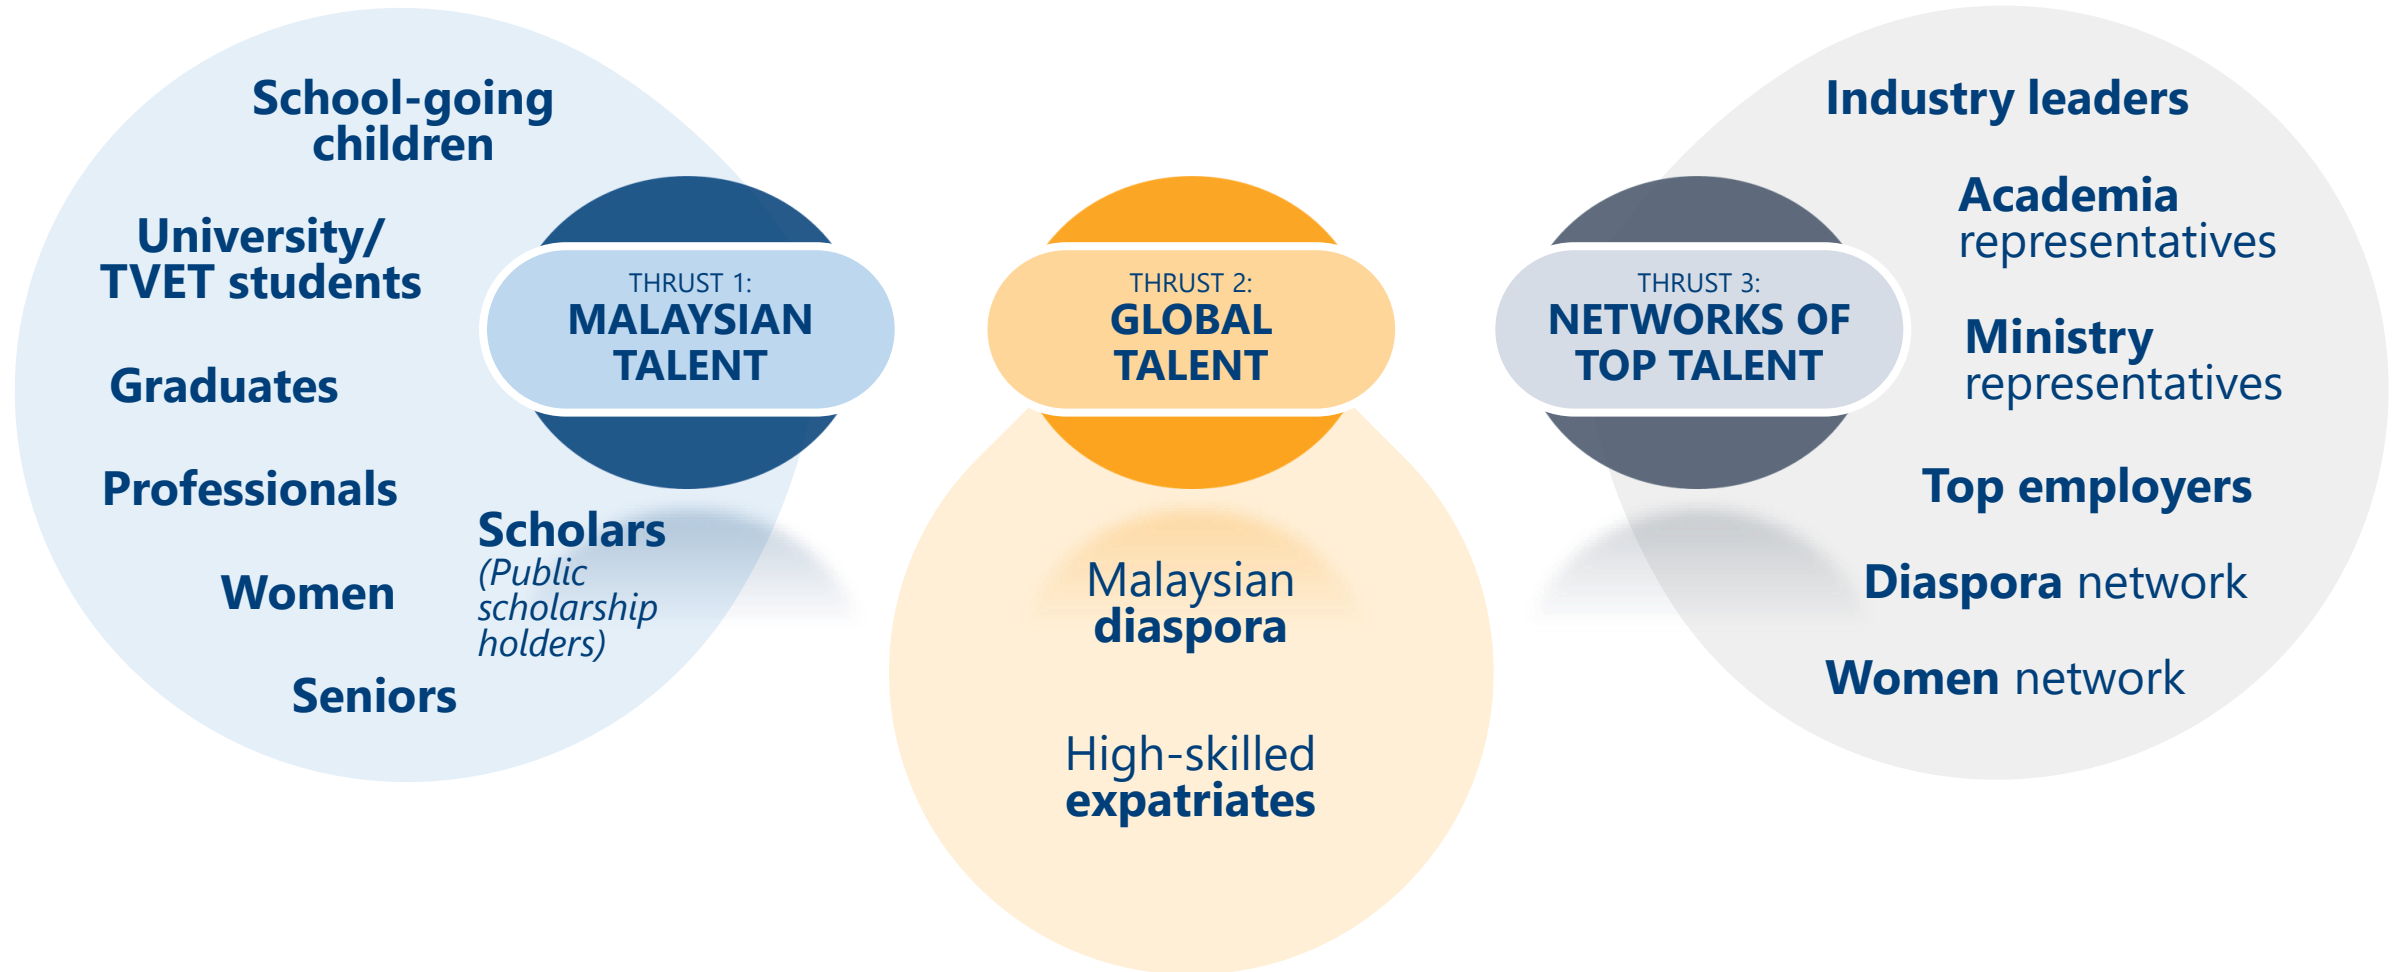 School-going
children
University/
TVET students
Graduates
Professionals
Women
Seniors
Scholars
(Public
scholarship
holders)
THRUST 1:
MALAYSIAN
TALENT
THRUST 2:
GLOBAL
TALENT
Malaysian
diaspora
High-skilled
expatriates
THRUST 3:
NETWORKS OF
TOP TALENT
Industry leaders
Academia
representatives
Ministry
representatives
Top employers
Diaspora network
Women network